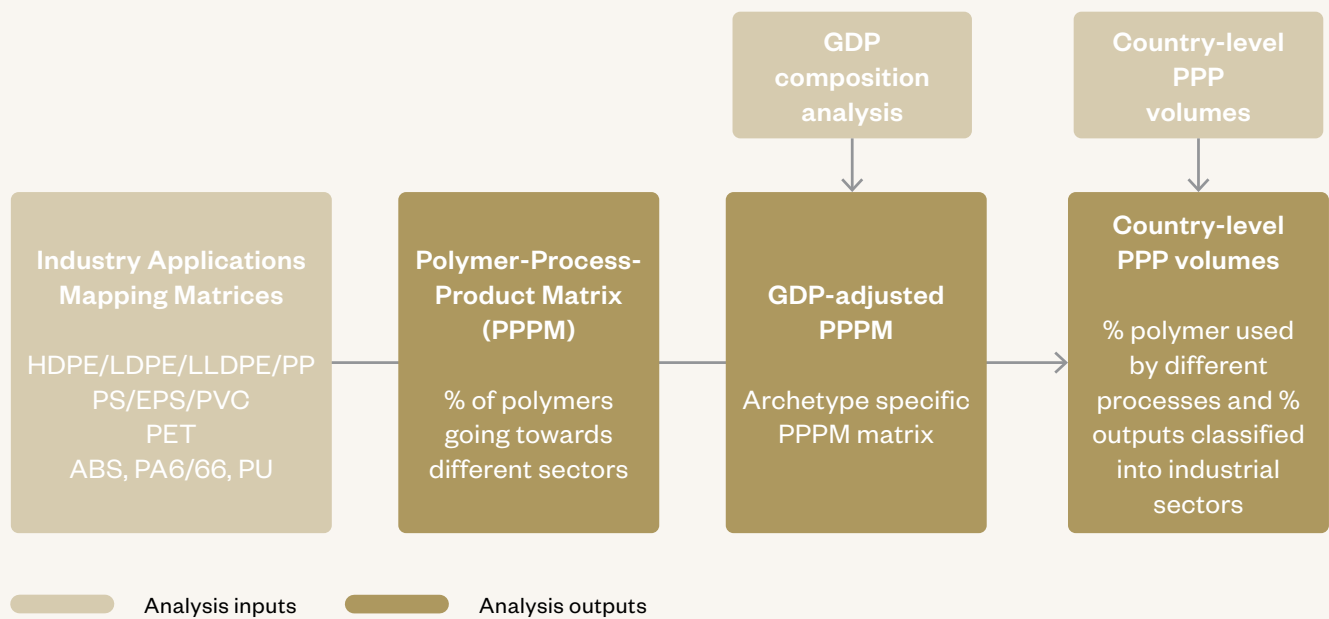 GDP
composition
analysis
Country-level
PPP
volumes
Industry Applications
Mapping Matrices
HDPE/LDPE/LLDPE/PP
PS/EPS/PVC
PET
ABS, PA6/66, PU
Polymer-Process-
Product Matrix
(PPPM)
% of polymers
going towards
different sectors
GDP-adjusted
PPPM
Archetype specific
PPPM matrix
Country-level
PPP volumes
% polymer used
by different
processes and %
outputs classified
into industrial
sectors
Analysis inputs
Analysis outputs